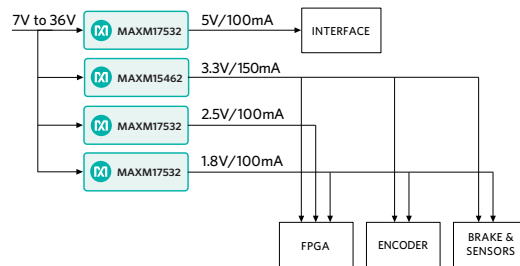 7V to 36V
MAXM17532
5V/100mA
INTERFACE
MAXM15462
3.3V/150mA
MAXM17532
2.5V/100mA
MAXM17532
1.8V/100mA
FPGA
ENCODER
BRAKE &
SENSORS